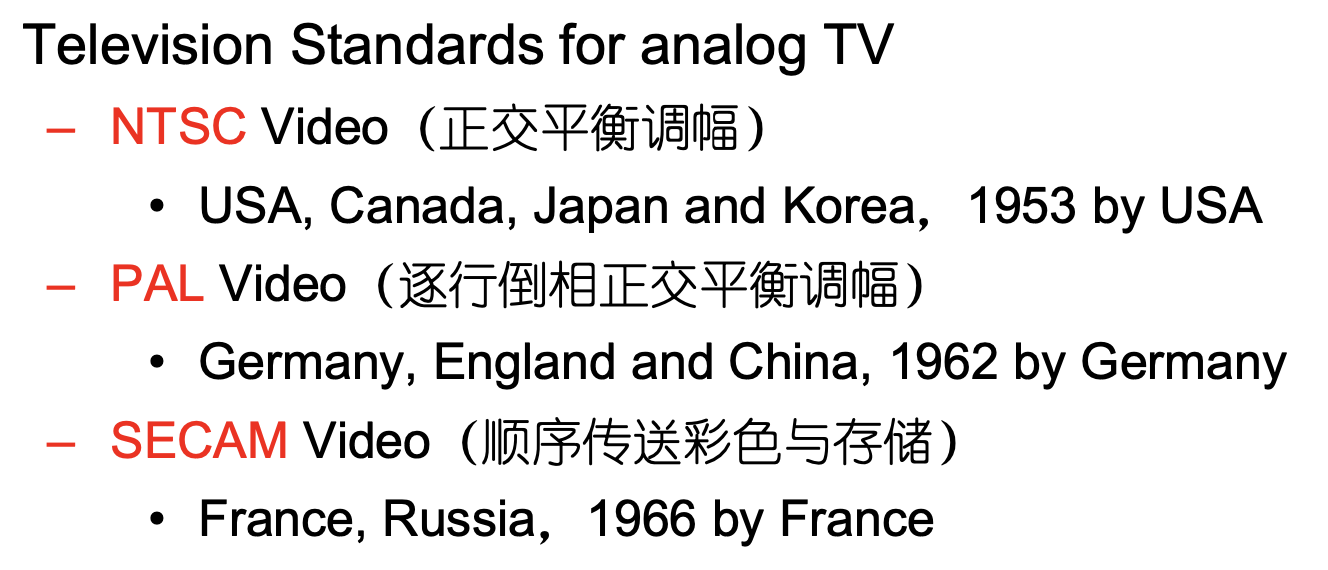 Television Standards for analog TV
– NTSC Video（正交平衡调幅）
• USA, Canada, Japan and Korea，1953 by USA
– PAL Video（逐行倒相正交平衡调幅）
• Germany, England and China, 1962 by Germany
– SECAM Video（顺序传送彩色与存储）
• France, Russia，1966 by France